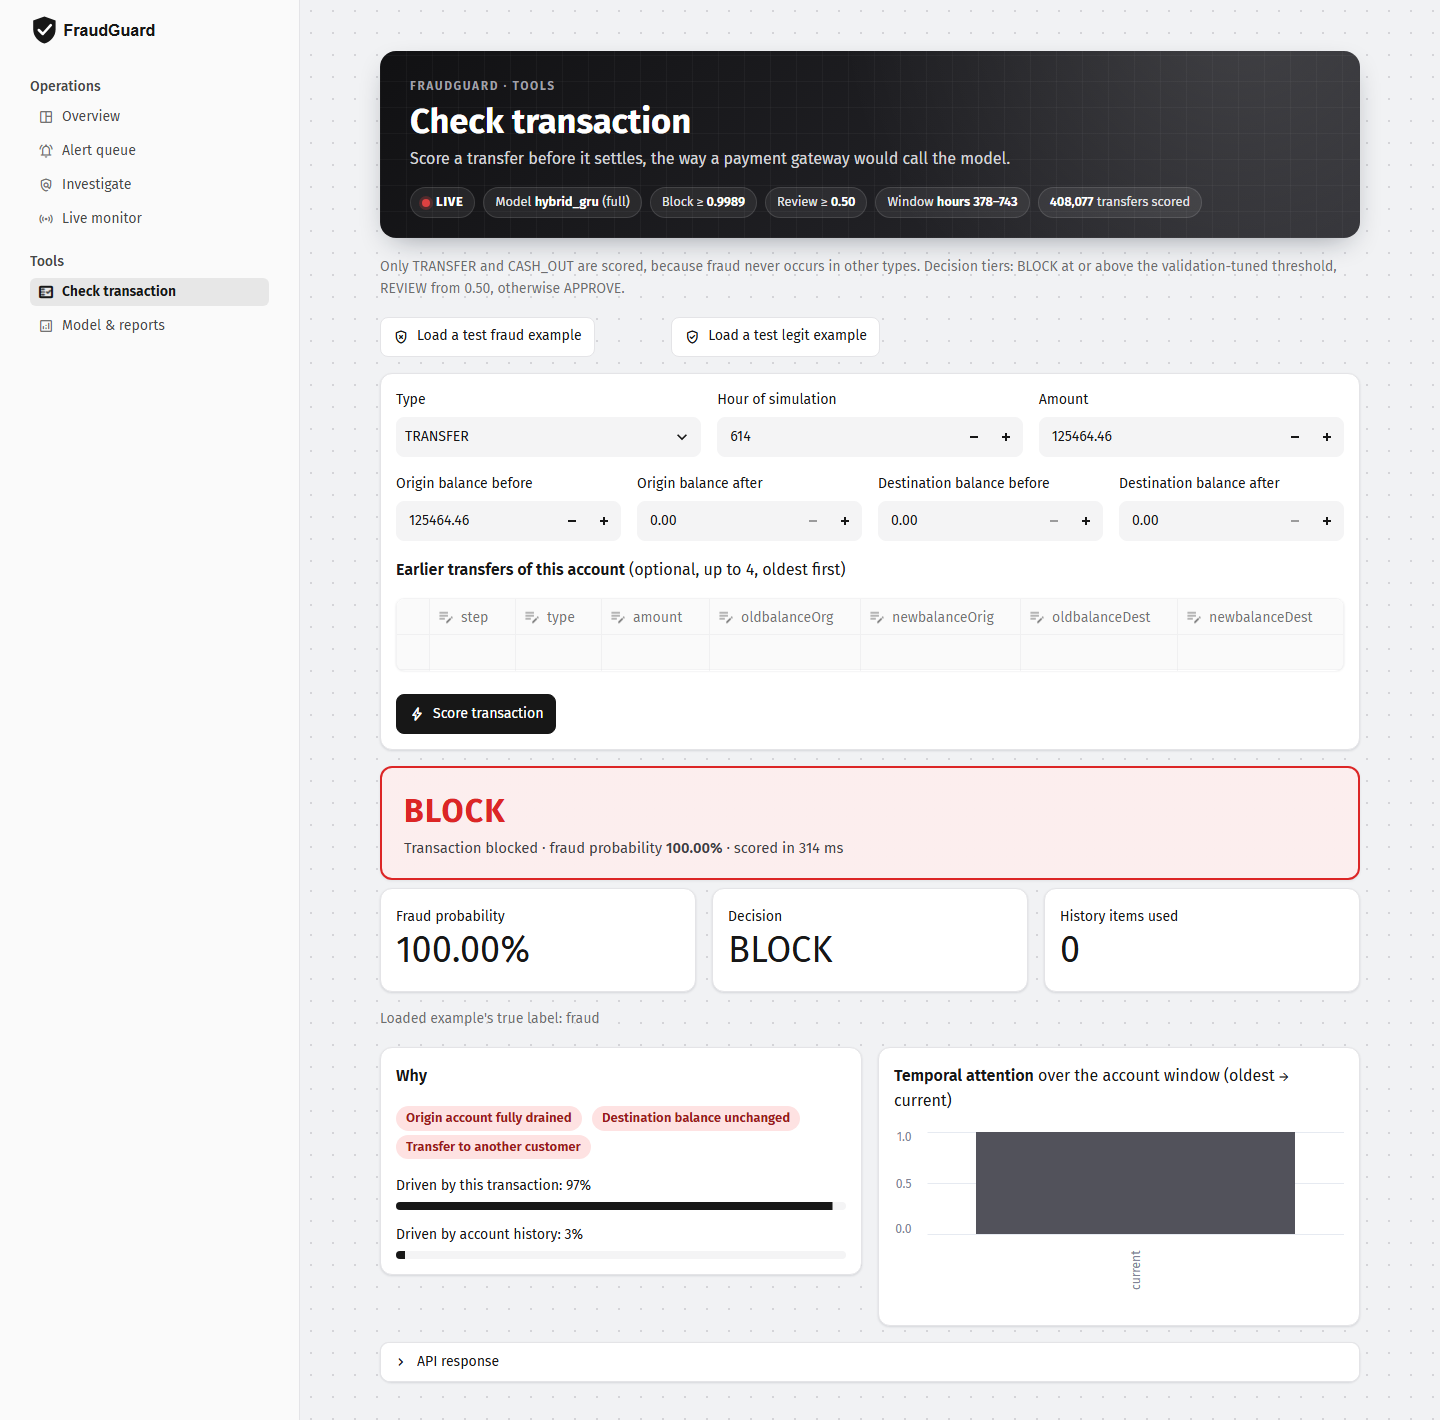 FraudGuard
Operations
Overview
Alert queue
Investigate
Live monitor
Tools
Check transaction
Model & reports
FRAUDGUARD · TOOLS
Check transaction
Score a transfer before it settles, the way a payment gateway would call the model.
LIVE
Model hybrid_gru (full)
Block ≥ 0.9989
Review ≥ 0.50
Window hours 378–743
408,077 transfers scored
Only TRANSFER and CASH_OUT are scored, because fraud never occurs in other types. Decision tiers: BLOCK at or above the validation-tuned threshold,
REVIEW from 0.50, otherwise APPROVE.
Load a test fraud example
Load a test legit example
Type
Hour of simulation
Amount
TRANSFER
614
125464.46
Origin balance before
Origin balance after
Destination balance before
Destination balance after
125464.46
0.00
0.00
0.00
Earlier transfers of this account (optional, up to 4, oldest first)
step
type
amount
oldbalanceOrg
newbalanceOrig
oldbalanceDest
newbalanceDest
Score transaction
BLOCK
Transaction blocked · fraud probability 100.00% · scored in 314 ms
Fraud probability
100.00%
Decision
BLOCK
History items used
0
Loaded example's true label: fraud
Why
Origin account fully drained
Destination balance unchanged
Transfer to another customer
Driven by this transaction: 97%
Driven by account history: 3%
Temporal attention over the account window (oldest →
current)
1.0
0.5
0.0
current
API response